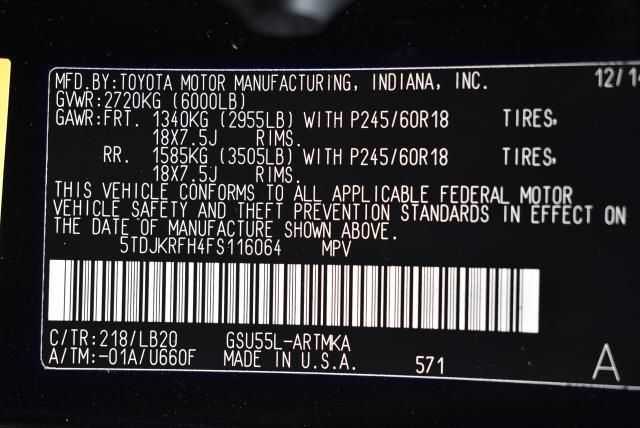 MFD.BY:TOYOTA MOTOR MANUFACTURING, INDIANA, INC. 12/14
GVWR:2720KG (6000LB)
GAWR:FRT. 1340KG (2955LB) WITH P245/60R18 TIRES,
18X7.5J RIMS.
RR. 1585KG (3505LB) WITH P245/60R18 TIRES,
18X7.5J RIMS.
THIS VEHICLE CONFORMS TO ALL APPLICABLE FEDERAL MOTOR
VEHICLE SAFETY AND THEFT PREVENTION STANDARDS IN EFFECT ON
THE DATE OF MANUFACTURE SHOWN ABOVE.
5TDJKRFH4FS116064 MPV
C/TR:218/LB20 GSU55L-ARTMKA
A/TM:-01A/U660F MADE IN U.S.A. 571 A